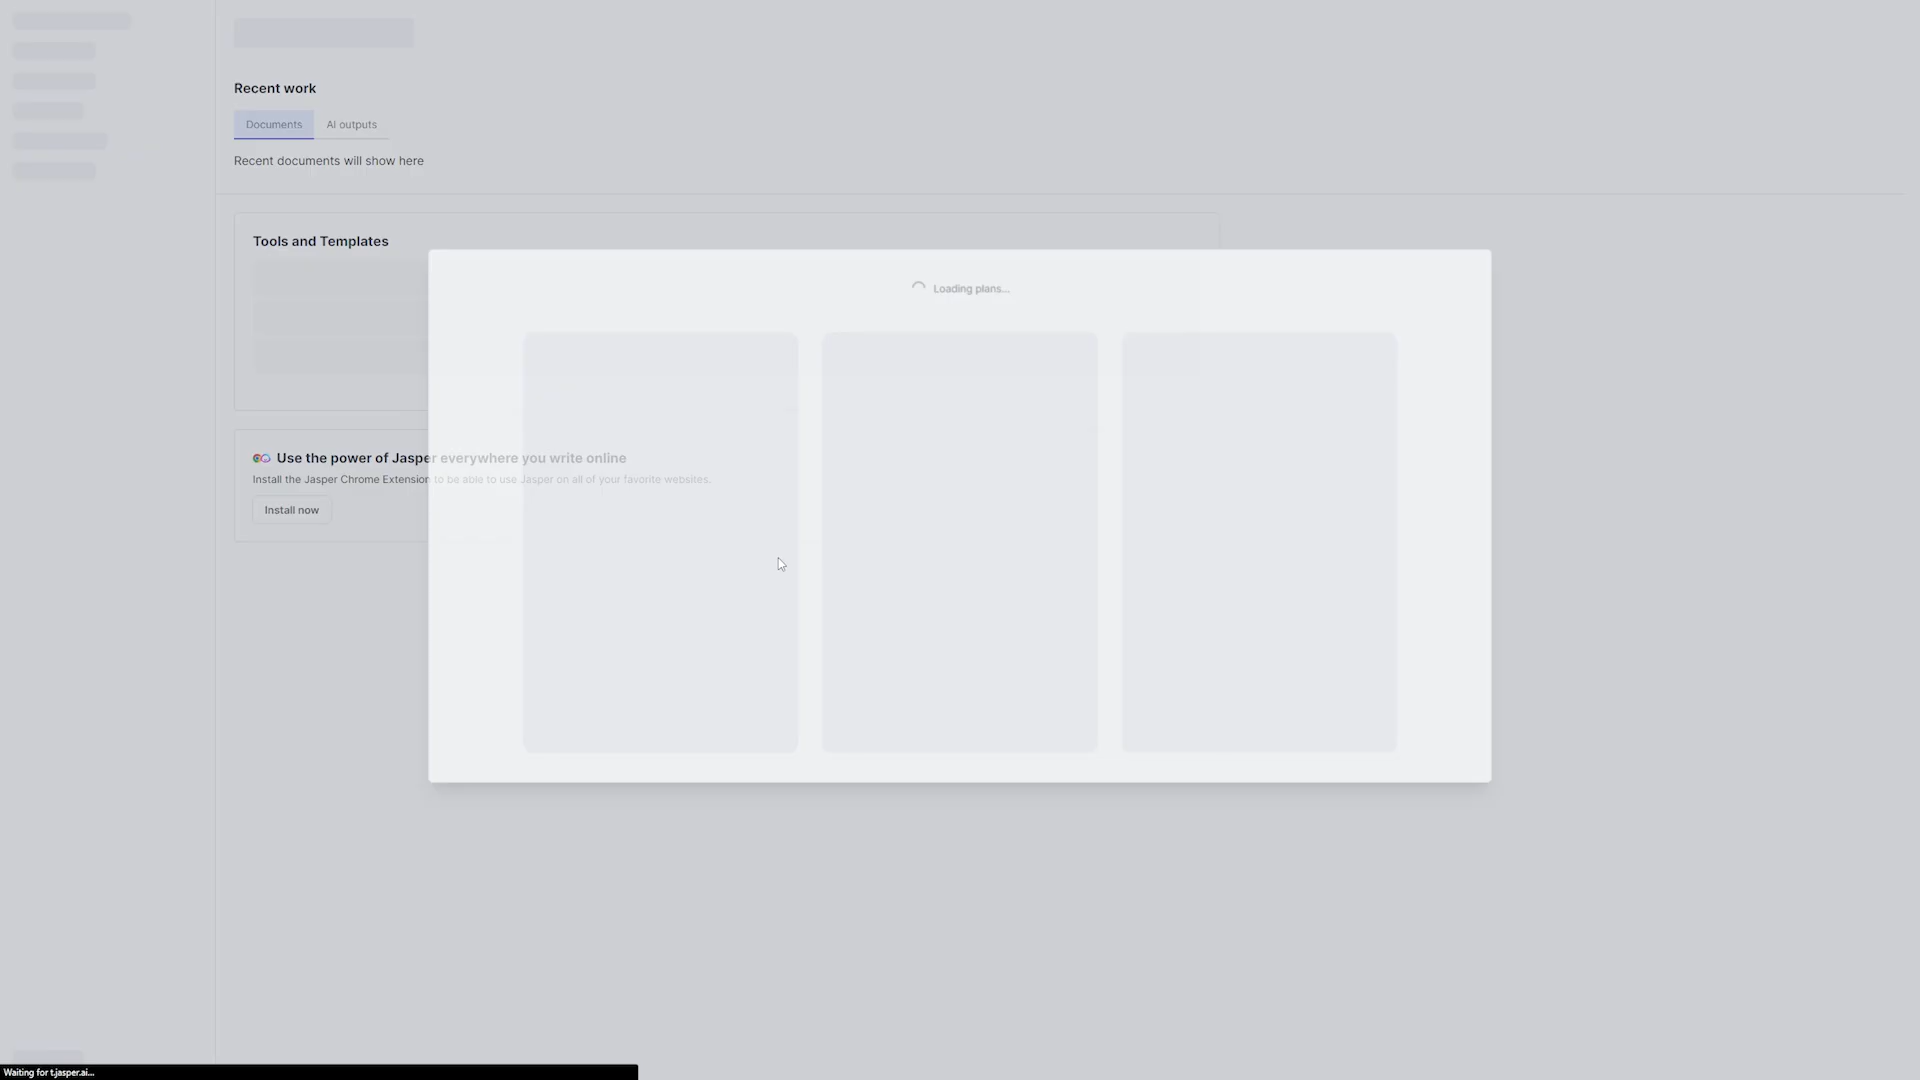 Recent work
Documents
AI outputs
Recent documents will show here
Tools and Templates
Loading plans...
Use the power of Jasper everywhere you write online
Install the Jasper Chrome Extension to be able to use Jasper on all of your favorite websites.
Install now
Waiting for t.jasper.ai...